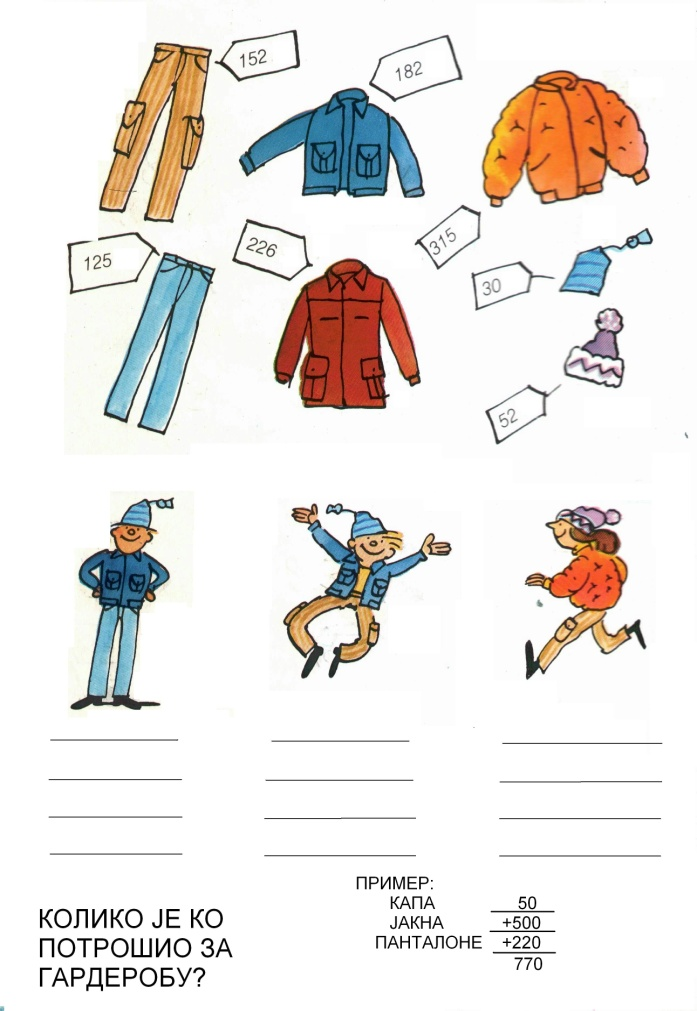 152
182
125
226
315
30
52
ПРИМЕР:
КАПА 50
ЈАКНА +500
ПАНТАЛОНЕ +220
770
КОЛИКО ЈЕ КО
ПОТРОШИО ЗА
ГАРДЕРОБУ?